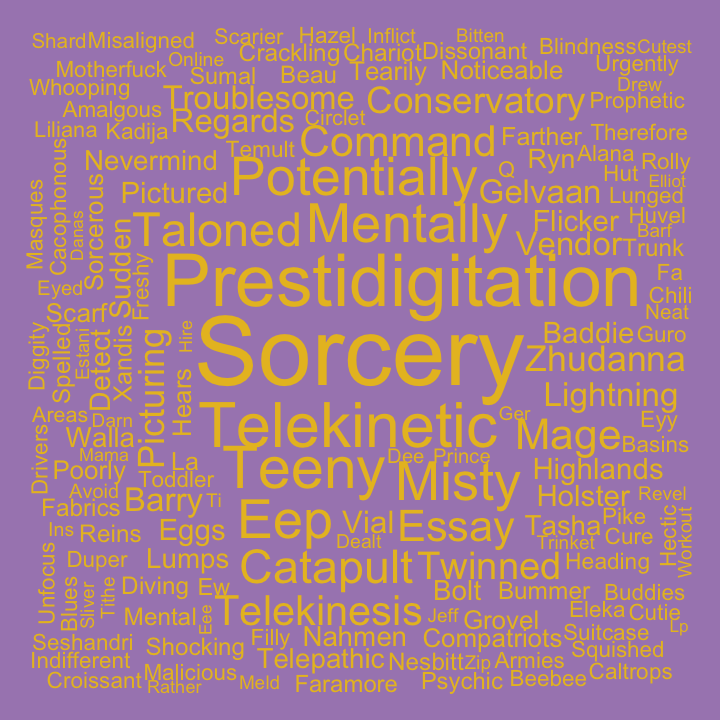 Shard Misaligned Scarier Hazel Inflict Bitten
Online Crackling Chariot Dissonant Blindness Cutest
Motherfuck Sumal Beau Tearily Noticeable Urgently
Whooping Troublesome Conservatory Drew
Amalgous Regards Circlet Prophetic
Liliana Kadija Command Farther Therefore
Nevermind Temult Q Ryn Alana Rolly
Pictured Potentially Gelvaan Hut Elliot
Lunged
Taloned Mentally Flicker Huvel
Vendor Barf
Trunk
Masques Cacophonous Danas Sorcerous Sudden Freshy
Prestidigitation Fa
Eyed Chili
Scarf Neat
Sorcery Baddie Guro
Diggity Spelled Estani Detect Xandis Picturing Hire Hears
Zhudanna
Lightning
Areas Darn Telekinetic Ger Mage Eyy
Drivers Walla Basins
Mama La Teeny Dee Prince Misty Highlands
Poorly Toddler
Avoid Barry Ti Holster Revel
Fabrics Eep Vial Essay Tasha Pike
Ins Reins Eggs Dealt Trinket Cure Hectic Workout
Duper Lumps Catapult Twinned Heading
Unfocus Blues Sliver Tithe Diving Ew Bolt Bummer Buddies
Mental Eee Telekinesis Jeff Grovel Eleka Cutie Lp
Seshandri Shocking Filly Nahmen Compatriots Suitcase
Squished
Indifferent Malicious Telepathic Nesbitt Zip Armies
Croissant Rather Meld Faramore Psychic Beebee Caltrops